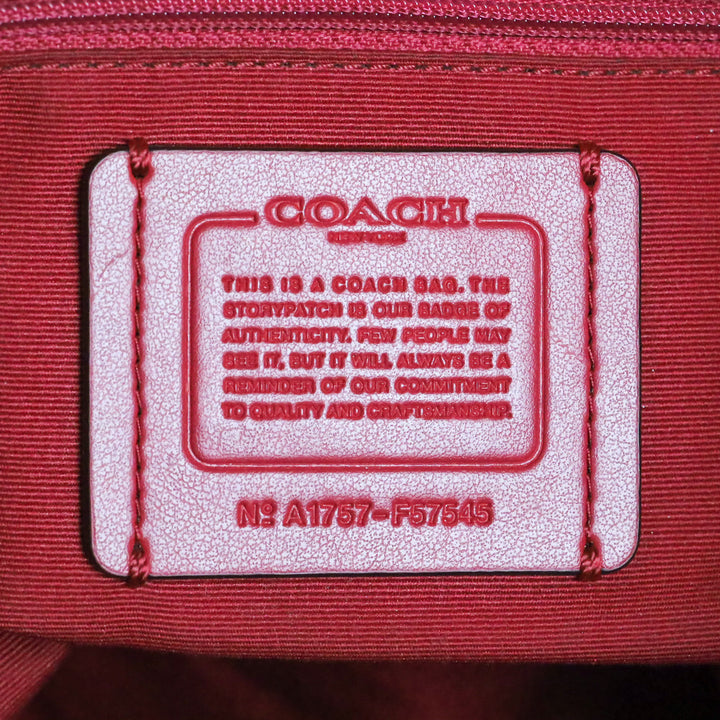 COACH
NEW YORK
THIS IS A COACH BAG. THE
STORYPATCH IS OUR BADGE OF
AUTHENTICITY. FEW PEOPLE MAY
SEE IT, BUT IT WILL ALWAYS BE A
REMINDER OF OUR COMMITMENT
TO QUALITY AND CRAFTSMANSHIP.
Nº A1757-F57545